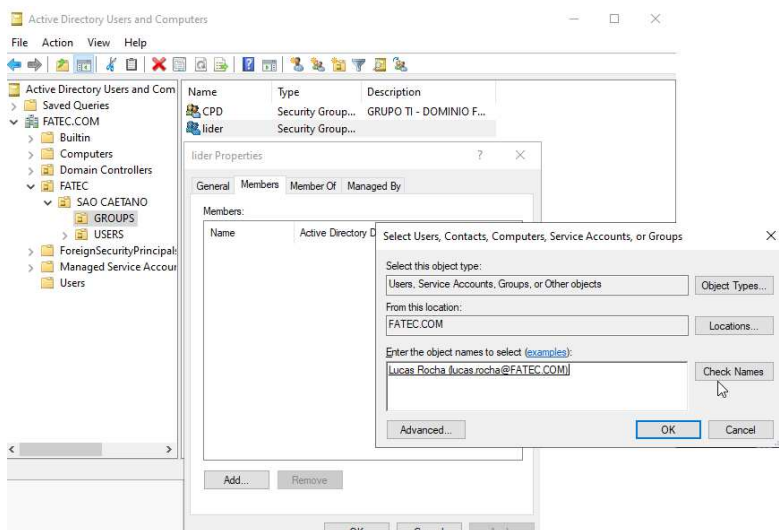 Active Directory Users and Computers
File Action View Help
Active Directory Users and Com
Saved Queries
FATEC.COM
Builtin
Computers
Domain Controllers
FATEC
SAO CAETANO
GROUPS
USERS
ForeignSecurityPrincipals
Managed Service Accour
Users
Name Type Description
CPD Security Group... GRUPO TI - DOMINIO F...
lider Security Group...
lider Properties
General Members Member Of Managed By
Members:
Name Active Directory D
Select Users, Contacts, Computers, Service Accounts, or Groups
Select this object type:
Users, Service Accounts, Groups, or Other objects
Object Types...
From this location:
FATEC.COM
Locations...
Enter the object names to select (examples):
Lucas Rocha (lucas.rocha@FATEC.COM)
Check Names
Advanced... OK Cancel
Add... Remove